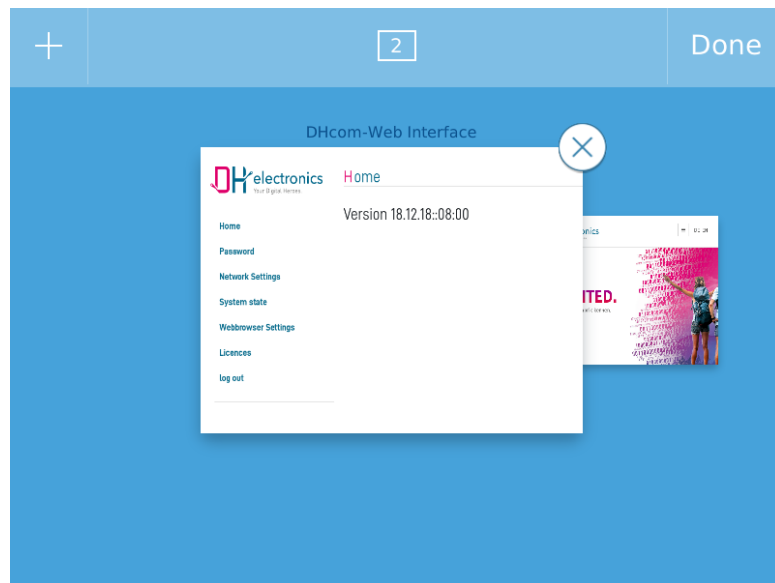 2
Done
DHcom-Web Interface
DH electronics
Your Digital Heroes
Home
Version 18.12.18::08:00
Home
Password
Network Settings
System state
Webbrowser Settings
Licences
log out
onics
ITED.